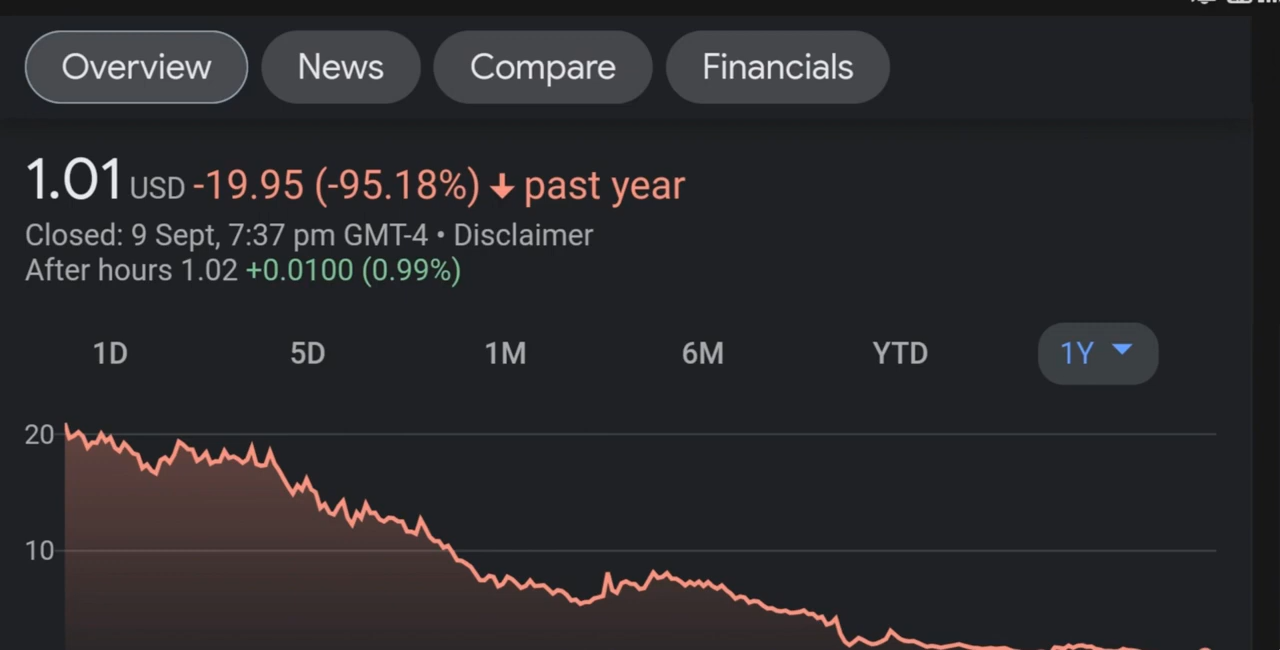 Overview News Compare Financials
1.01 USD -19.95 (-95.18%) ↓ past year
Closed: 9 Sept, 7:37 pm GMT-4 • Disclaimer
After hours 1.02 +0.0100 (0.99%)
1D 5D 1M 6M YTD 1Y
20
10